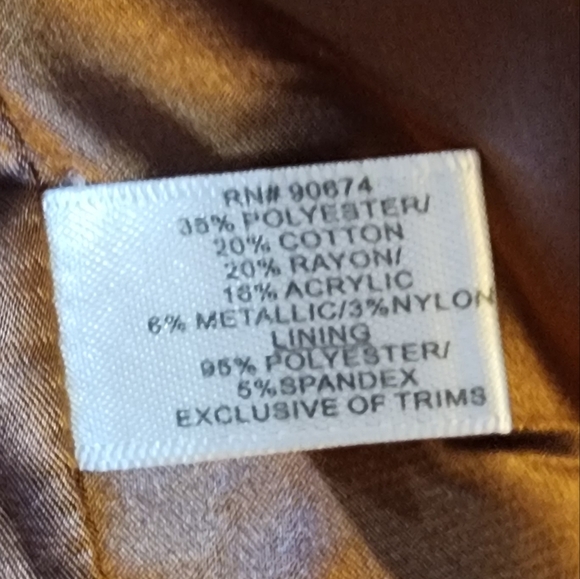 RN# 90674
35% POLYESTER/
20% COTTON
20% RAYON/
16% ACRYLIC
6% METALLIC/3%NYLON
LINING
95% POLYESTER/
5%SPANDEX
EXCLUSIVE OF TRIMS